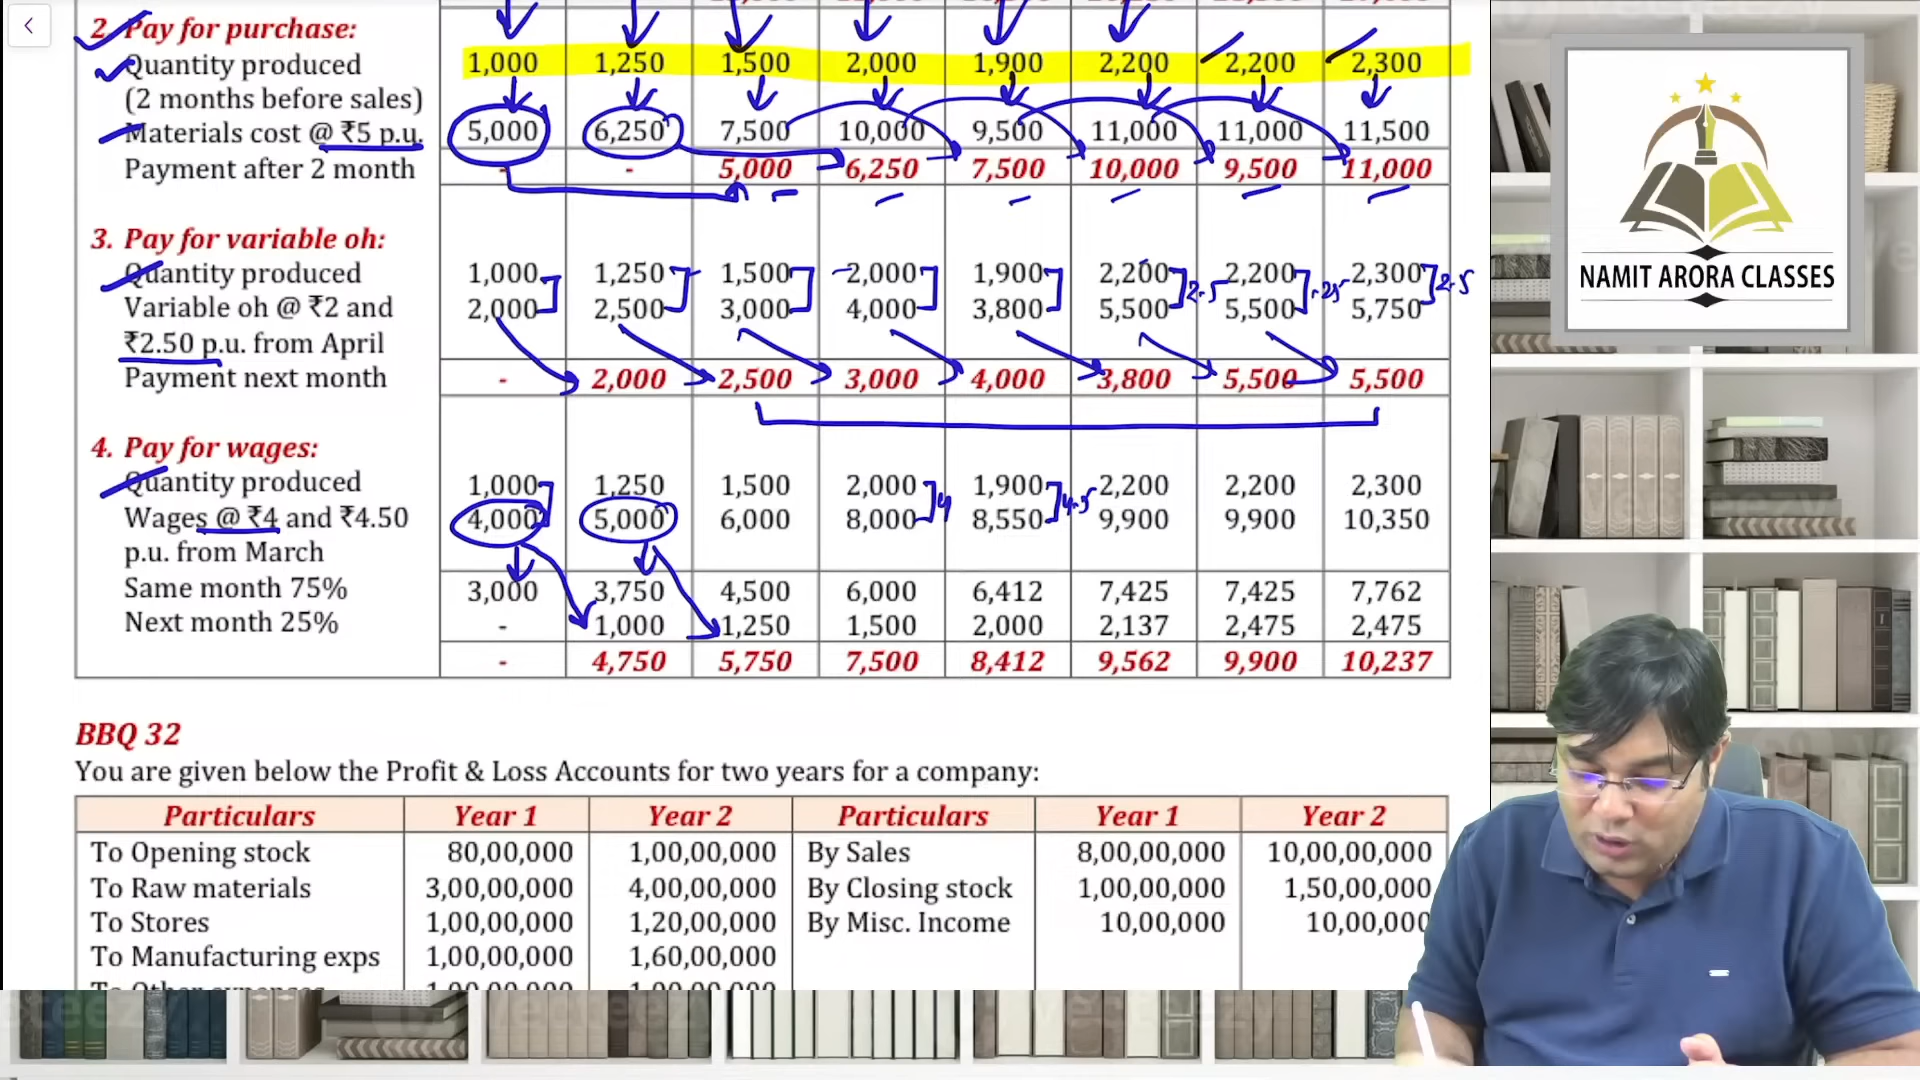 2. Pay for purchase:
Quantity produced 1,000 1,250 1,500 2,000 1,900 2,200 2,200 2,300
(2 months before sales)
Materials cost @ ₹5 p.u. 5,000 6,250 7,500 10,000 9,500 11,000 11,000 11,500
Payment after 2 month - - 5,000 6,250 7,500 10,000 9,500 11,000
3. Pay for variable oh:
Quantity produced 1,000 1,250 1,500 2,000 1,900 2,200 2,200 2,300 2.5
Variable oh @ ₹2 and 2,000 2,500 3,000 4,000 3,800 5,500 2.5 5,500 .25 5,750
₹2.50 p.u. from April
Payment next month - 2,000 2,500 3,000 4,000 3,800 5,500 5,500
4. Pay for wages:
Quantity produced 1,000 1,250 1,500 2,000 1,900 2,200 2,200 2,300
Wages @ ₹4 and ₹4.50 4,000 5,000 6,000 8,000 4 8,550 4.5 9,900 9,900 10,350
p.u. from March
Same month 75% 3,000 3,750 4,500 6,000 6,412 7,425 7,425 7,762
Next month 25% - 1,000 1,250 1,500 2,000 2,137 2,475 2,475
- 4,750 5,750 7,500 8,412 9,562 9,900 10,237
BBQ 32
You are given below the Profit & Loss Accounts for two years for a company:
Particulars Year 1 Year 2 Particulars Year 1 Year 2
To Opening stock 80,00,000 1,00,00,000 By Sales 8,00,00,000 10,00,00,000
To Raw materials 3,00,00,000 4,00,00,000 By Closing stock 1,00,00,000 1,50,00,000
To Stores 1,00,00,000 1,20,00,000 By Misc. Income 10,00,000 10,00,000
To Manufacturing exps 1,00,00,000 1,60,00,000
NAMIT ARORA CLASSES